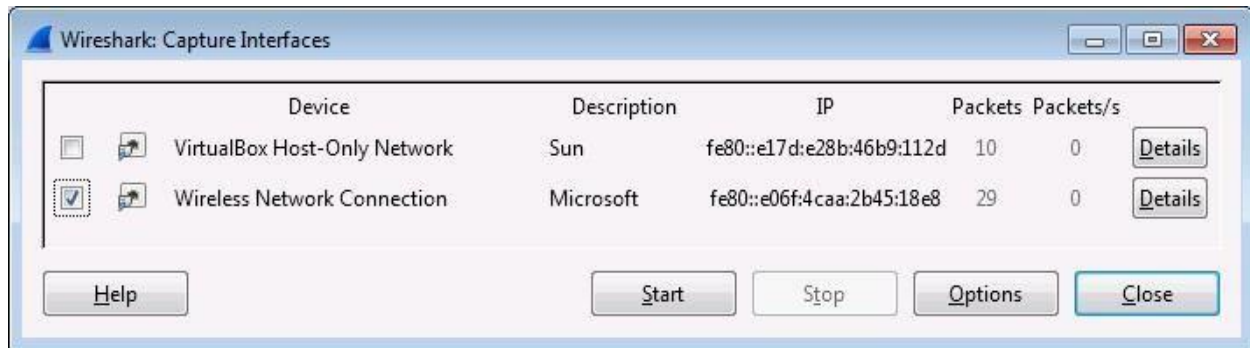 Wireshark: Capture Interfaces
Device Description IP Packets Packets/s
VirtualBox Host-Only Network Sun fe80::e17d:e28b:46b9:112d 10 0 Details
Wireless Network Connection Microsoft fe80::e06f:4caa:2b45:18e8 29 0 Details
Help Start Stop Options Close